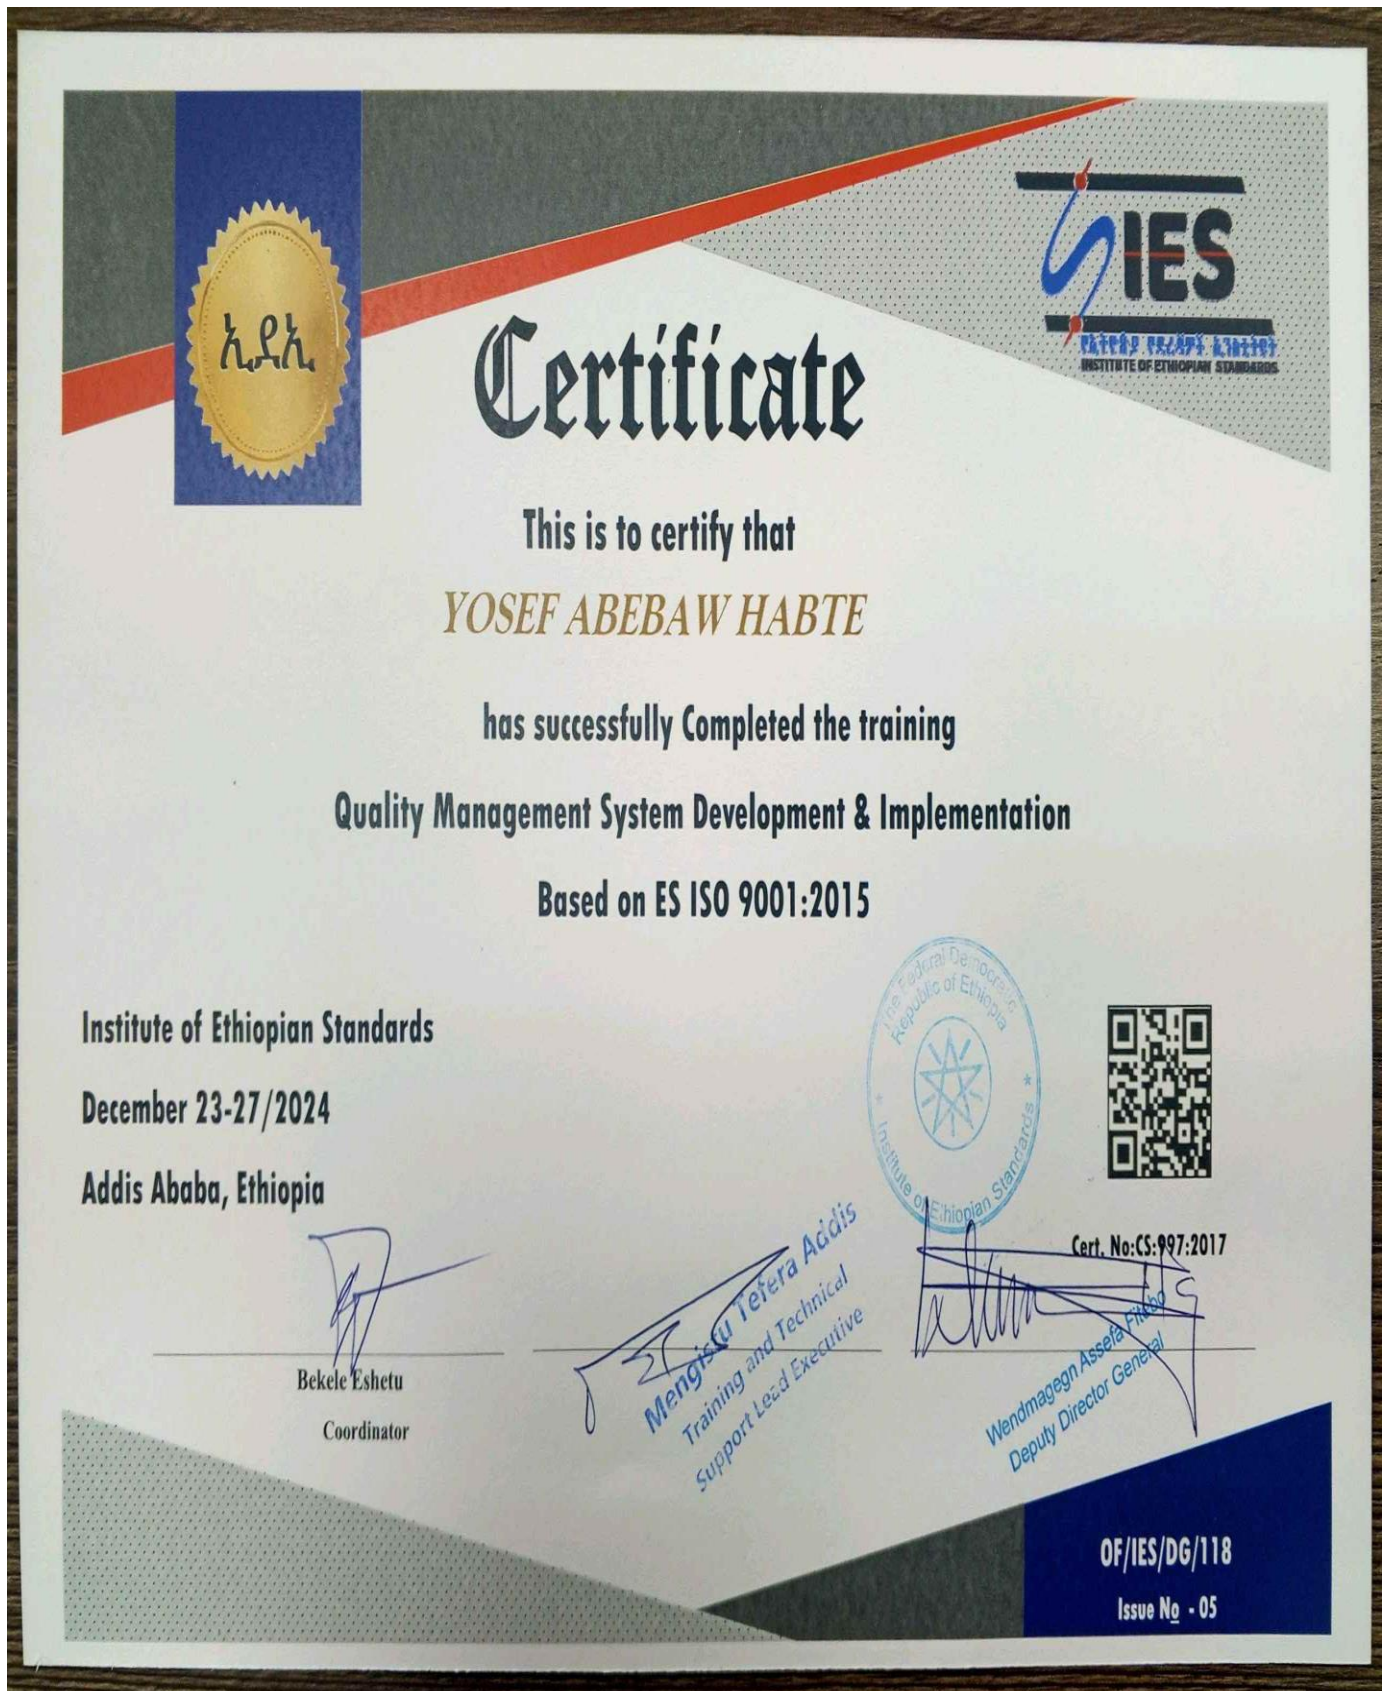 ኢደኢ
IES
የኢትዮጵያ የደረጃዎች ኢንስቲትዩት
INSTITUTE OF ETHIOPIAN STANDARDS
Certificate
This is to certify that
YOSEF ABEBAW HABTE
has successfully Completed the training
Quality Management System Development & Implementation
Based on ES ISO 9001:2015
Institute of Ethiopian Standards
December 23-27/2024
Addis Ababa, Ethiopia
The Federal Democratic
Republic of Ethiopia
* Institute of Ethiopian Standards *
Cert. No:CS:997:2017
Bekele Eshetu
Coordinator
Mengistu Tefera Addis
Training and Technical
Support Lead Executive
Wendmagegn Assefa Fitebo
Deputy Director General
OF/IES/DG/118
Issue No - 05